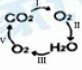 I
CO₂ O₂
II
V
O₂ H₂O
III